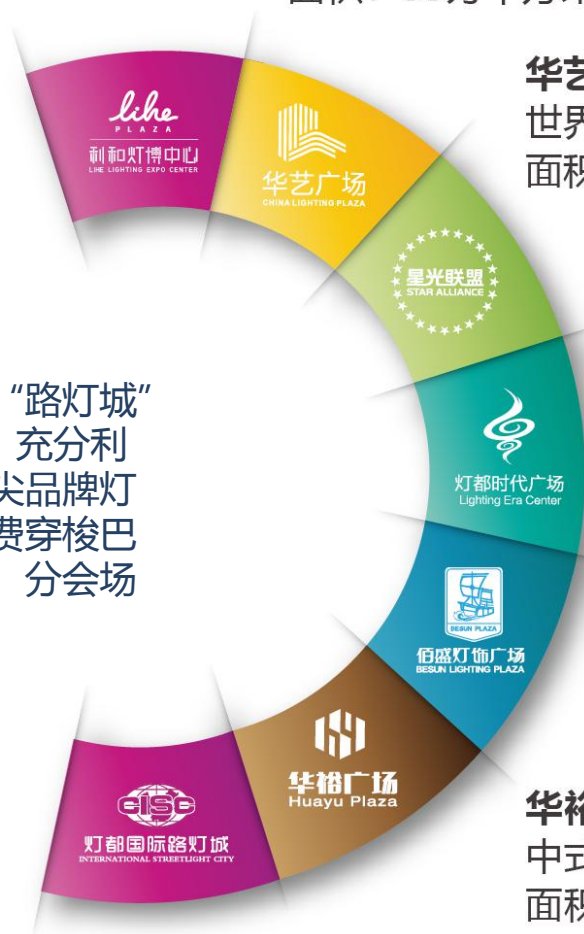 华艺
世界
面积
lihe
PLAZA
利和灯博中心
LIHE LIGHTING EXPO CENTER
华艺广场
CHINA LIGHTING PLAZA
星光联盟
STAR ALLIANCE
“路灯城”
充分利
尖品牌灯
费穿梭巴
分会场
灯都时代广场
Lighting Era Center
BESUN PLAZA
佰盛灯饰广场
BESUN LIGHTING PLAZA
华裕广场
Huayu Plaza
GISC
灯都国际路灯城
INTERNATIONAL STREETLIGHT CITY
华裕
中式
面积